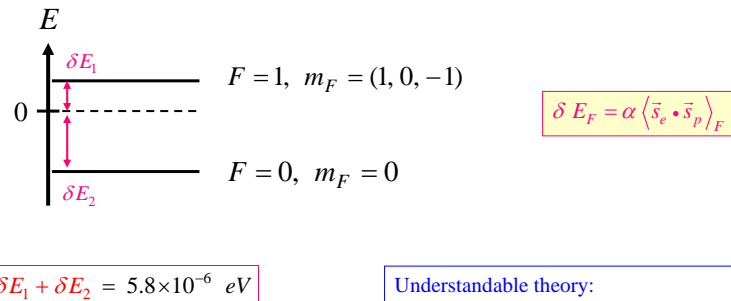 E
δE₁
F = 1, m_F = (1, 0, −1)
0
δ E_F = α ⟨s⃗_e • s⃗_p⟩_F
F = 0, m_F = 0
δE₂
δE₁ + δE₂ = 5.8×10⁻⁶ eV
Understandable theory: